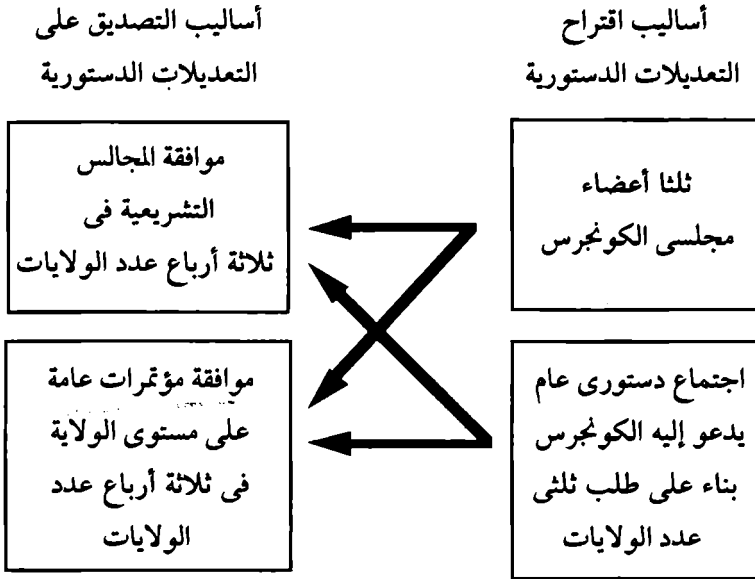 أساليب اقتراح
التعديلات الدستورية
ثلثا أعضاء
مجلسى الكونجرس
اجتماع دستورى عام
يدعو إليه الكونجرس
بناء على طلب ثلثى
عدد الولايات
أساليب التصديق على
التعديلات الدستورية
موافقة المجالس
التشريعية فى
ثلاثة أرباع عدد الولايات
موافقة مؤتمرات عامة
على مستوى الولاية
فى ثلاثة أرباع عدد
الولايات